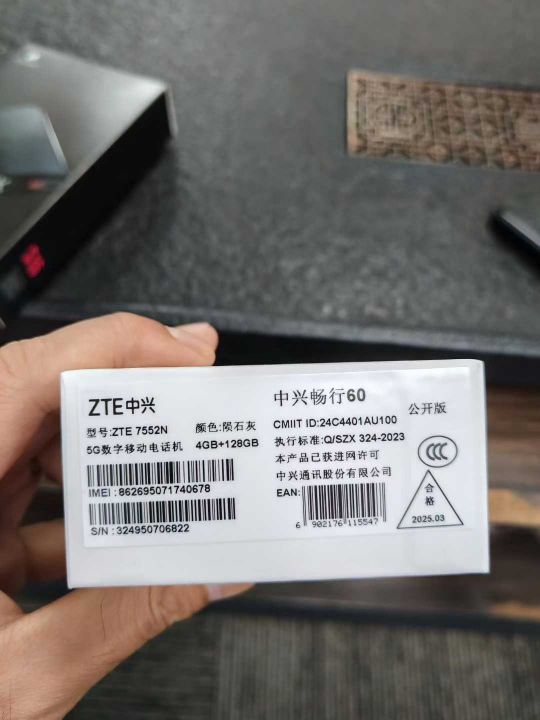 ZTE中兴
型号:ZTE 7552N 颜色:陨石灰
5G数字移动电话机 4GB+128GB
IMEI : 862695071740678
S/N : 324950706822
中兴畅行60
CMIIT ID:24C4401AU100
公开版
执行标准:Q/SZX 324-2023
本产品已获进网许可
中兴通讯股份有限公司
EAN:
6 902176 115547
CCC
合格
2025.03